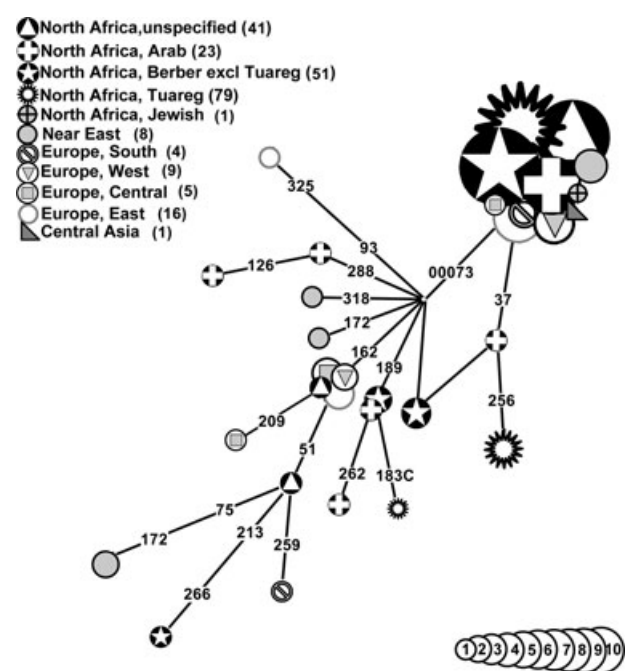 North Africa,unspecified (41)
North Africa, Arab (23)
North Africa, Berber excl Tuareg (51)
North Africa, Tuareg (79)
North Africa, Jewish (1)
Near East (8)
Europe, South (4)
Europe, West (9)
Europe, Central (5)
Europe, East (16)
Central Asia (1)
325
93
00073
126
288
37
318
172
162
189
256
209
51
262
183C
75
172
213
259
266
1 2 3 4 5 6 7 8 9 10